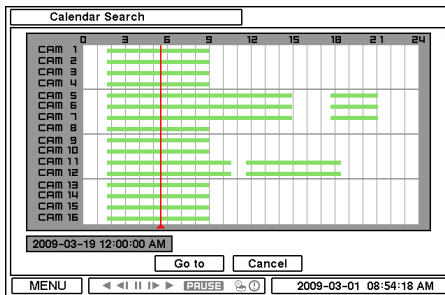 Calendar Search
0 3 6 9 12 15 18 21 24
CAM 1
CAM 2
CAM 3
CAM 4
CAM 5
CAM 6
CAM 7
CAM 8
CAM 9
CAM 10
CAM 11
CAM 12
CAM 13
CAM 14
CAM 15
CAM 16
2009-03-19 12:00:00 AM
Go to Cancel
MENU PAUSE 2009-03-01 08:54:18 AM